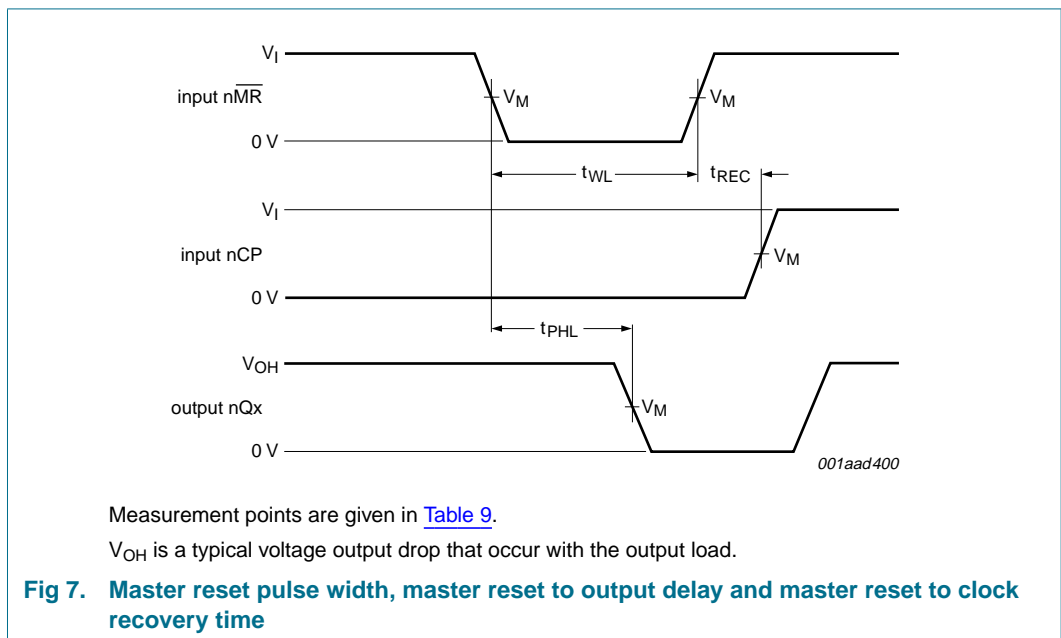 V_I
input nM̅R̅
V_M V_M
0 V
t_WL t_REC
V_I
input nCP
V_M
0 V
t_PHL
V_OH
output nQx
V_M
0 V
001aad400
Measurement points are given in Table 9.
V_OH is a typical voltage output drop that occur with the output load.
Fig 7. Master reset pulse width, master reset to output delay and master reset to clock
recovery time